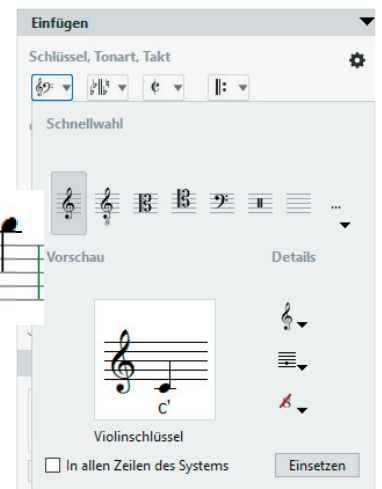 Einfügen
Schlüssel, Tonart, Takt
Schnellwahl
...
Vorschau Details
C'
Violinschlüssel
In allen Zeilen des Systems Einsetzen